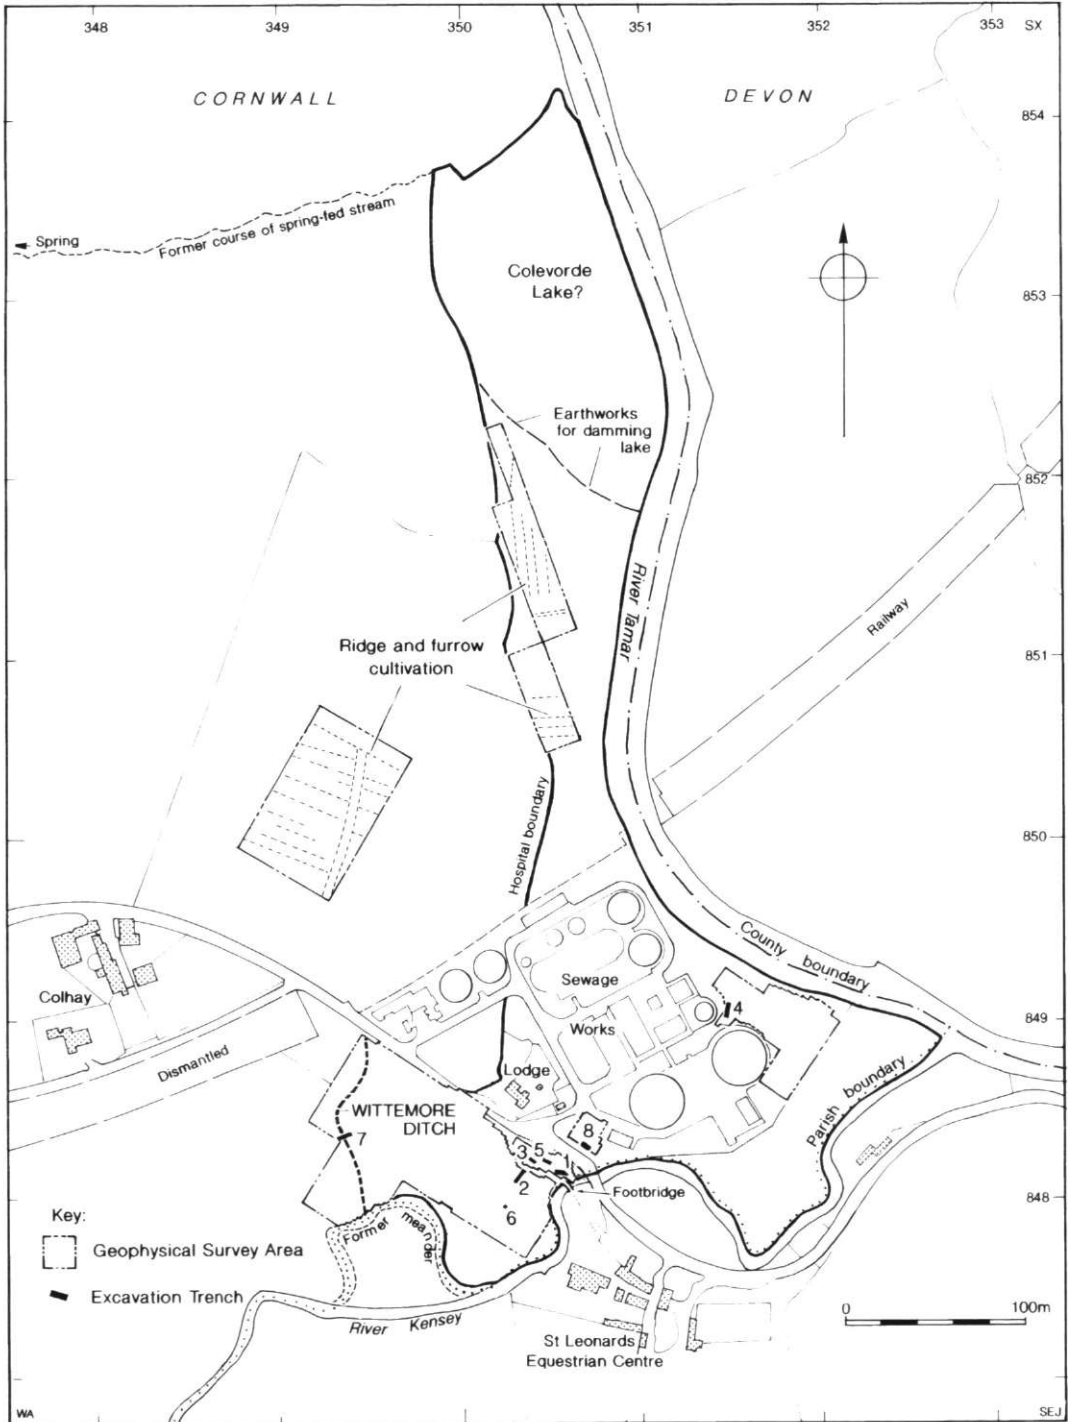 348 349 350 351 352 353 SX
CORNWALL
DEVON
854
Former course of spring-fed stream
Spring
Colevorde
Lake?
853
Earthworks
for damming
lake
852
River Tamar
Railway
851
Ridge and furrow
cultivation
Hospital boundary
850
County boundary
Sewage
Works
4
849
Colhay
Dismantled
Lodge
Parish boundary
WITTEMORE
DITCH
7
8
3
5
1
2
6
Footbridge
848
Former meander
Key:
Geophysical Survey Area
Excavation Trench
River Kensey
St Leonards
Equestrian Centre
0 100m
WA
SEJ